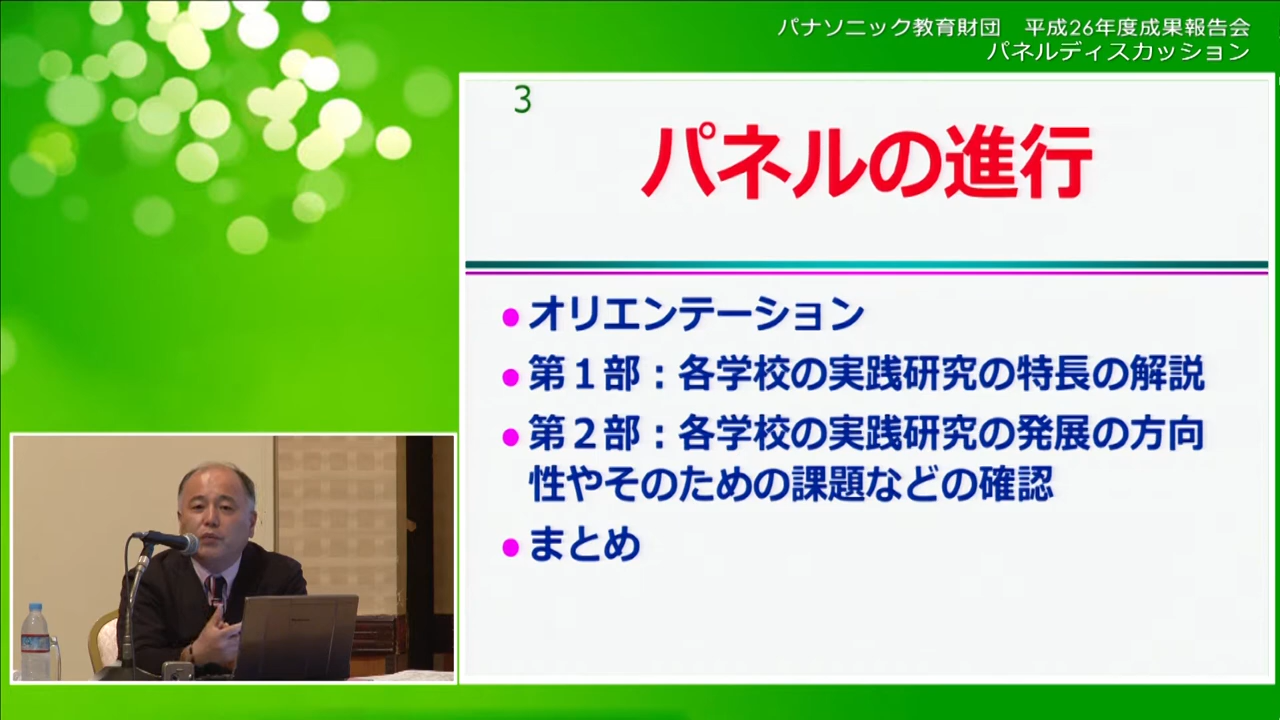 パナソニック教育財団　平成26年度成果報告会
パネルディスカッション
3
パネルの進行
●オリエンテーション
●第１部：各学校の実践研究の特長の解説
●第２部：各学校の実践研究の発展の方向
性やそのための課題などの確認
●まとめ